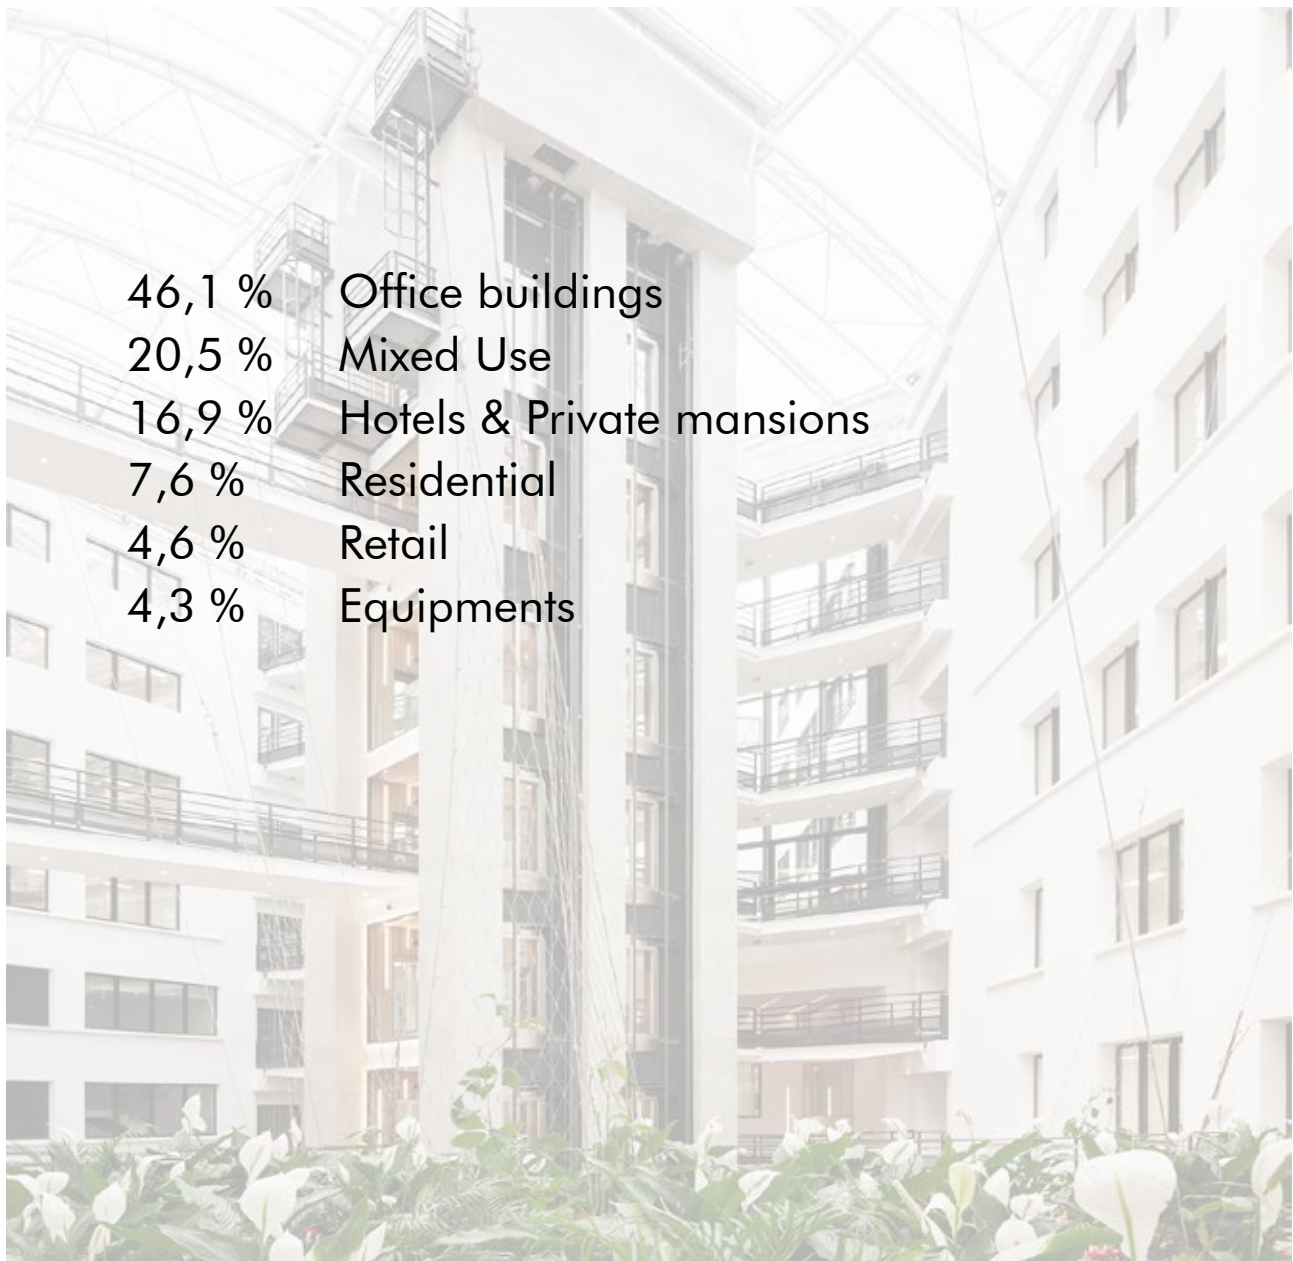 46,1 % Office buildings
20,5 % Mixed Use
16,9 % Hotels & Private mansions
7,6 % Residential
4,6 % Retail
4,3 % Equipments